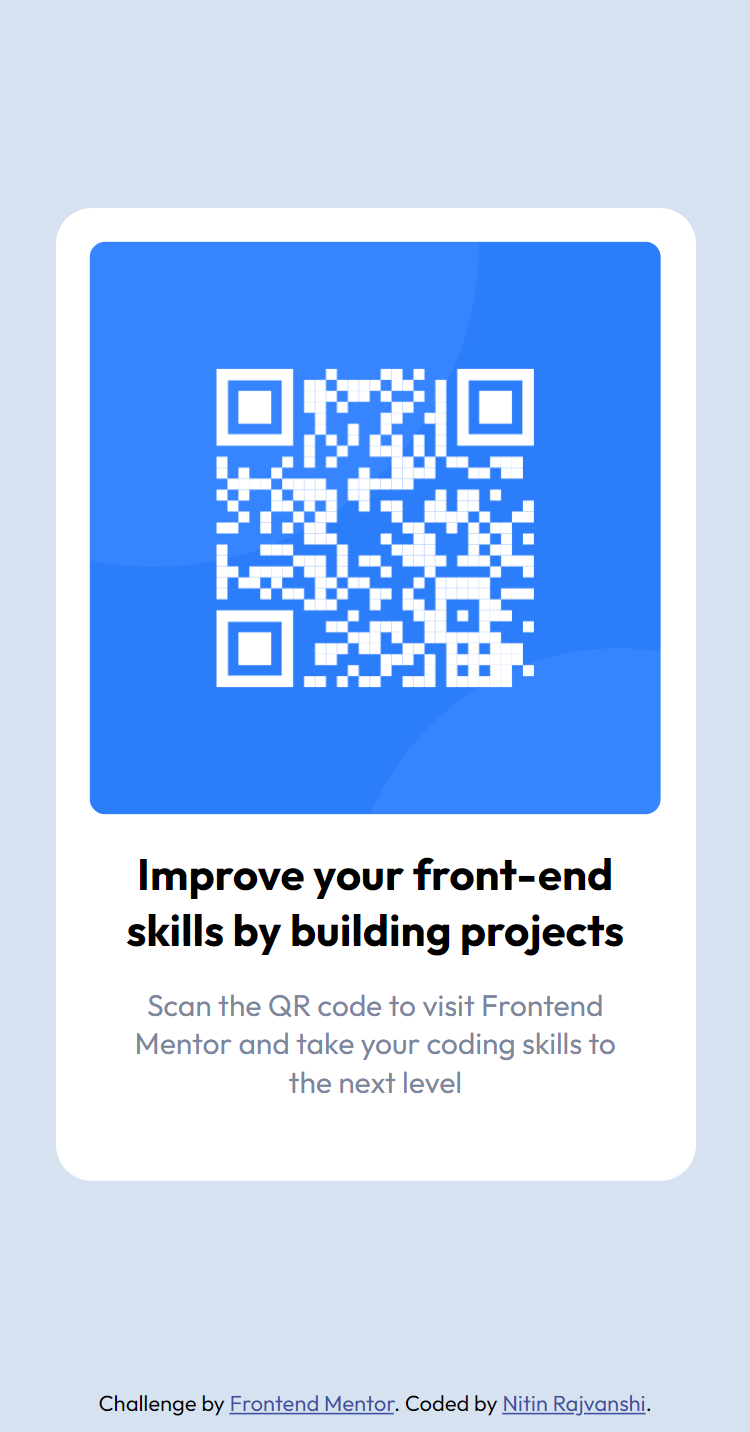 Improve your front-end
skills by building projects
Scan the QR code to visit Frontend
Mentor and take your coding skills to
the next level
Challenge by Frontend Mentor. Coded by Nitin Rajvanshi.